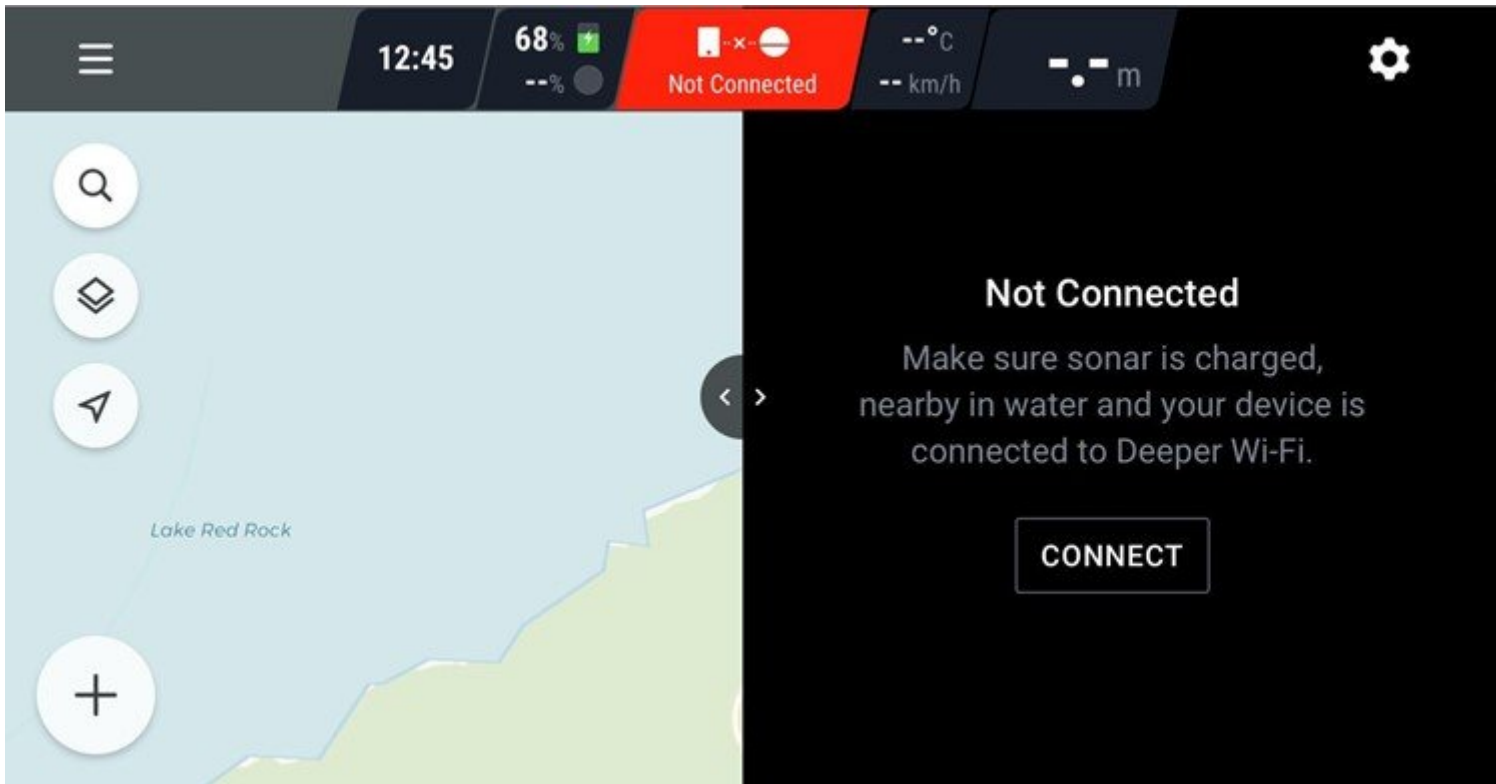 12:45
68%
--%
Not Connected
--°C
-- km/h
-.- m
Not Connected
Make sure sonar is charged,
nearby in water and your device is
connected to Deeper Wi-Fi.
CONNECT
Lake Red Rock